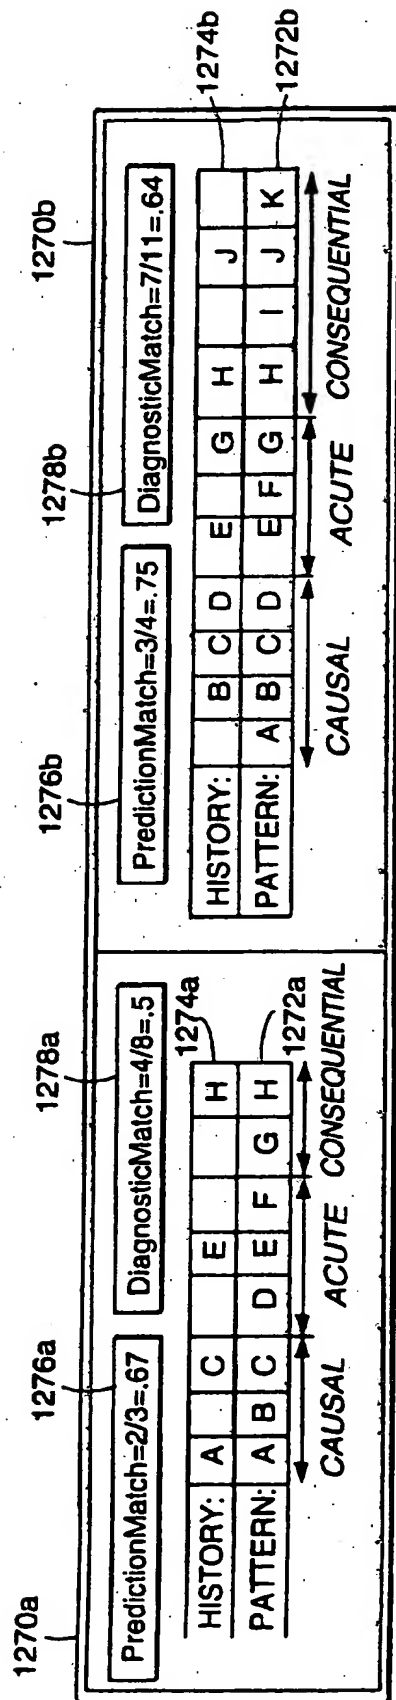 1270a
1276a
1278a
PredictionMatch=2/3=.67
DiagnosticMatch=4/8=.5
1274a
HISTORY: A C E H
PATTERN: A B C D E F G H
1272a
CAUSAL ACUTE CONSEQUENTIAL
1276b
1278b
1270b
PredictionMatch=3/4=.75
DiagnosticMatch=7/11=.64
1274b
HISTORY: B C D E G H J
PATTERN: A B C D E F G H I J K
1272b
CAUSAL ACUTE CONSEQUENTIAL